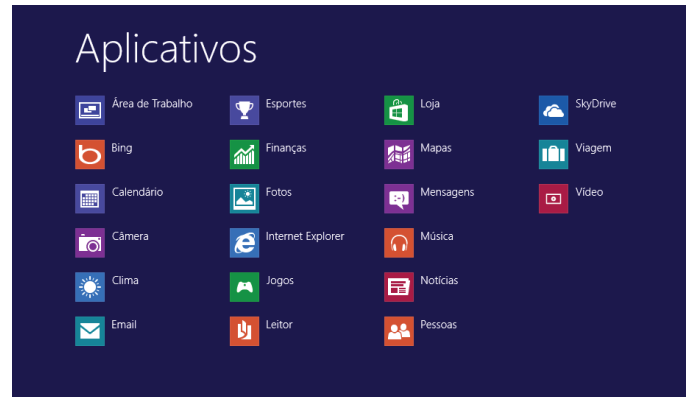 Aplicativos
Área de Trabalho
Bing
Calendário
Câmera
Clima
Email
Esportes
Finanças
Fotos
Internet Explorer
Jogos
Leitor
Loja
Mapas
Mensagens
Música
Notícias
Pessoas
SkyDrive
Viagem
Vídeo